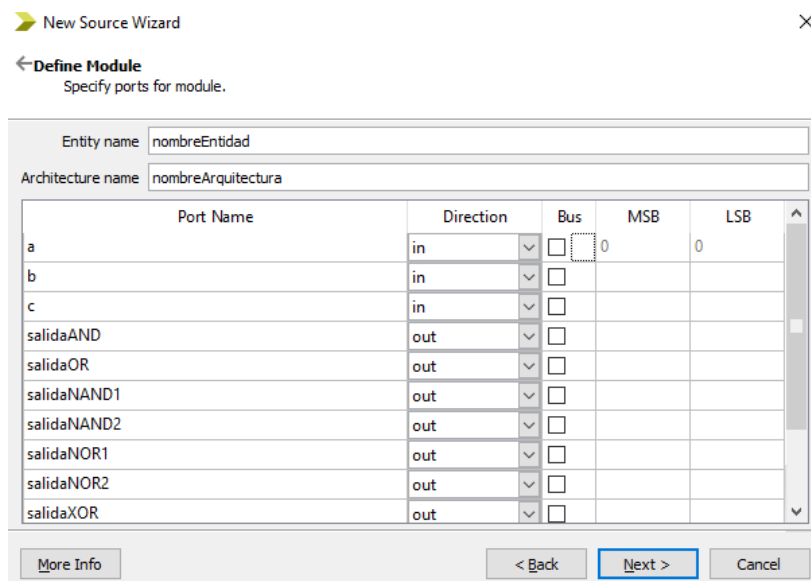 New Source Wizard
Define Module
Specify ports for module.
Entity name nombreEntidad
Architecture name nombreArquitectura
Port Name Direction Bus MSB LSB
a in 0 0
b in
c in
salidaAND out
salidaOR out
salidaNAND1 out
salidaNAND2 out
salidaNOR1 out
salidaNOR2 out
salidaXOR out
More Info < Back Next > Cancel